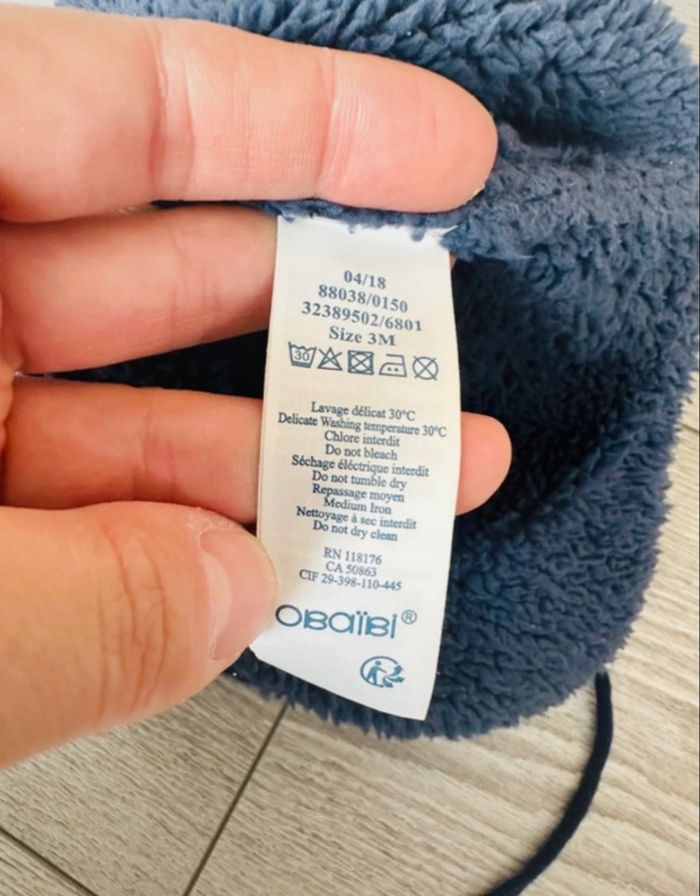 04/18
88038/0150
32389502/6801
Size 3M
30
Lavage délicat 30°C
Delicate Washing temperature 30°C
Chlore interdit
Do not bleach
Séchage éléctrique interdit
Do not tumble dry
Repassage moyen
Medium Iron
Nettoyage à sec interdit
Do not dry clean
RN 118176
CA 50863
CIF 29-398-110-445
OBaïBi®